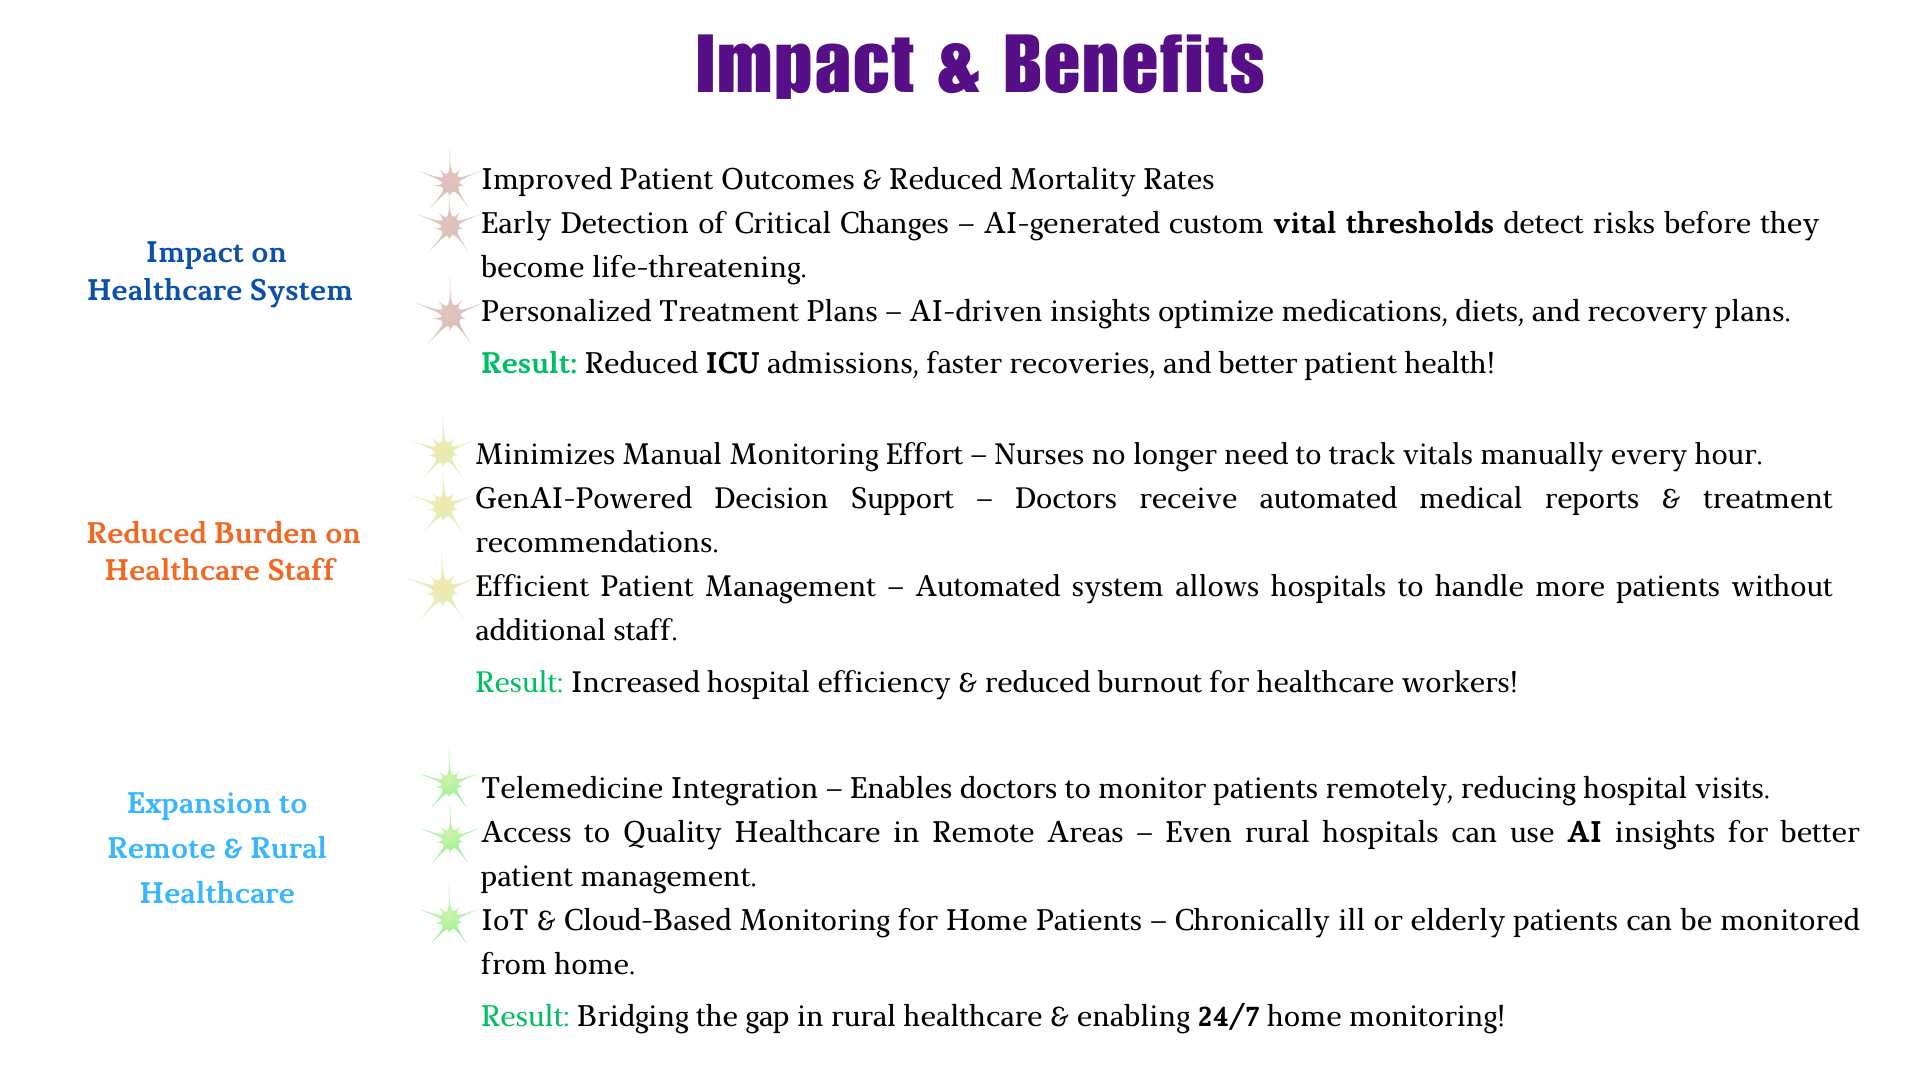 Impact & Benefits
Impact on
Healthcare System
Improved Patient Outcomes & Reduced Mortality Rates
Early Detection of Critical Changes – AI-generated custom vital thresholds detect risks before they
become life-threatening.
Personalized Treatment Plans – AI-driven insights optimize medications, diets, and recovery plans.
Result: Reduced ICU admissions, faster recoveries, and better patient health!
Reduced Burden on
Healthcare Staff
Minimizes Manual Monitoring Effort – Nurses no longer need to track vitals manually every hour.
GenAI-Powered Decision Support – Doctors receive automated medical reports & treatment
recommendations.
Efficient Patient Management – Automated system allows hospitals to handle more patients without
additional staff.
Result: Increased hospital efficiency & reduced burnout for healthcare workers!
Expansion to
Remote & Rural
Healthcare
Telemedicine Integration – Enables doctors to monitor patients remotely, reducing hospital visits.
Access to Quality Healthcare in Remote Areas – Even rural hospitals can use AI insights for better
patient management.
IoT & Cloud-Based Monitoring for Home Patients – Chronically ill or elderly patients can be monitored
from home.
Result: Bridging the gap in rural healthcare & enabling 24/7 home monitoring!